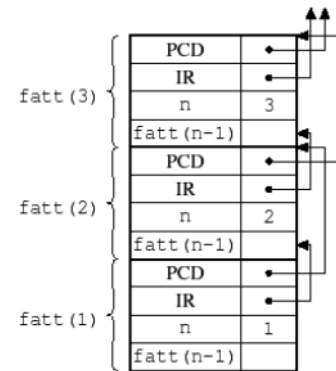 PCD
IR
fatt(3)
n 3
fatt(n-1)
PCD
IR
fatt(2)
n 2
fatt(n-1)
PCD
IR
fatt(1)
n 1
fatt(n-1)